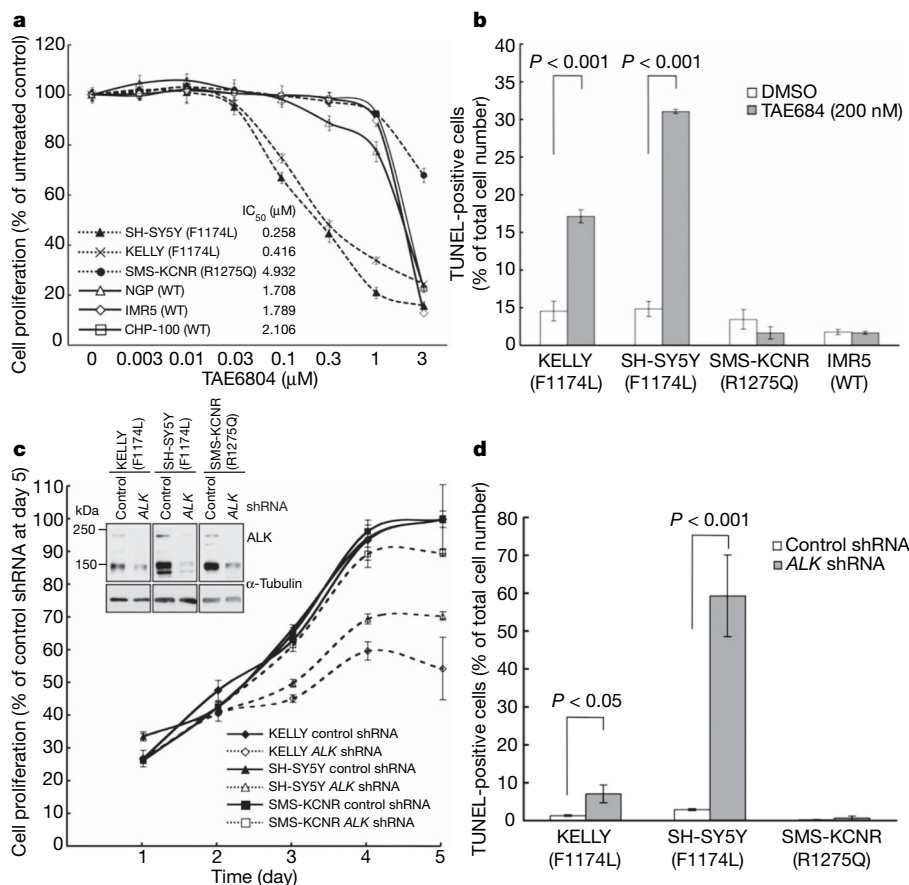 a
Cell proliferation (% of untreated control)
120
100
80
60
40
20
0
0 0.003 0.01 0.03 0.1 0.3 1 3
TAE6804 (μM)
IC50 (μM)
SH-SY5Y (F1174L) 0.258
KELLY (F1174L) 0.416
SMS-KCNR (R1275Q) 4.932
NGP (WT) 1.708
IMR5 (WT) 1.789
CHP-100 (WT) 2.106
b
TUNEL-positive cells
(% of total cell number)
40
35
30
30
15
15
10
5
0
P < 0.001
P < 0.001
DMSO
TAE684 (200 nM)
KELLY
(F1174L)
SH-SY5Y
(F1174L)
SMS-KCNR
(R1275Q)
IMR5
(WT)
c
Cell proliferation (% of control shRNA at day 5)
110
100
90
80
70
60
50
40
30
20
10
0
1 2 3 4 5
Time (day)
KELLY
(F1174L)
SH-SY5Y
(F1174L)
SMS-KCNR
(R1275Q)
Control
ALK
Control
ALK
Control
ALK
shRNA
kDa
250
150
ALK
α-Tubulin
KELLY control shRNA
KELLY ALK shRNA
SH-SY5Y control shRNA
SH-SY5Y ALK shRNA
SMS-KCNR control shRNA
SMS-KCNR ALK shRNA
d
TUNEL-positive cells (% of total cell number)
80
70
60
50
40
30
20
10
0
P < 0.05
P < 0.001
Control shRNA
ALK shRNA
KELLY
(F1174L)
SH-SY5Y
(F1174L)
SMS-KCNR
(R1275Q)